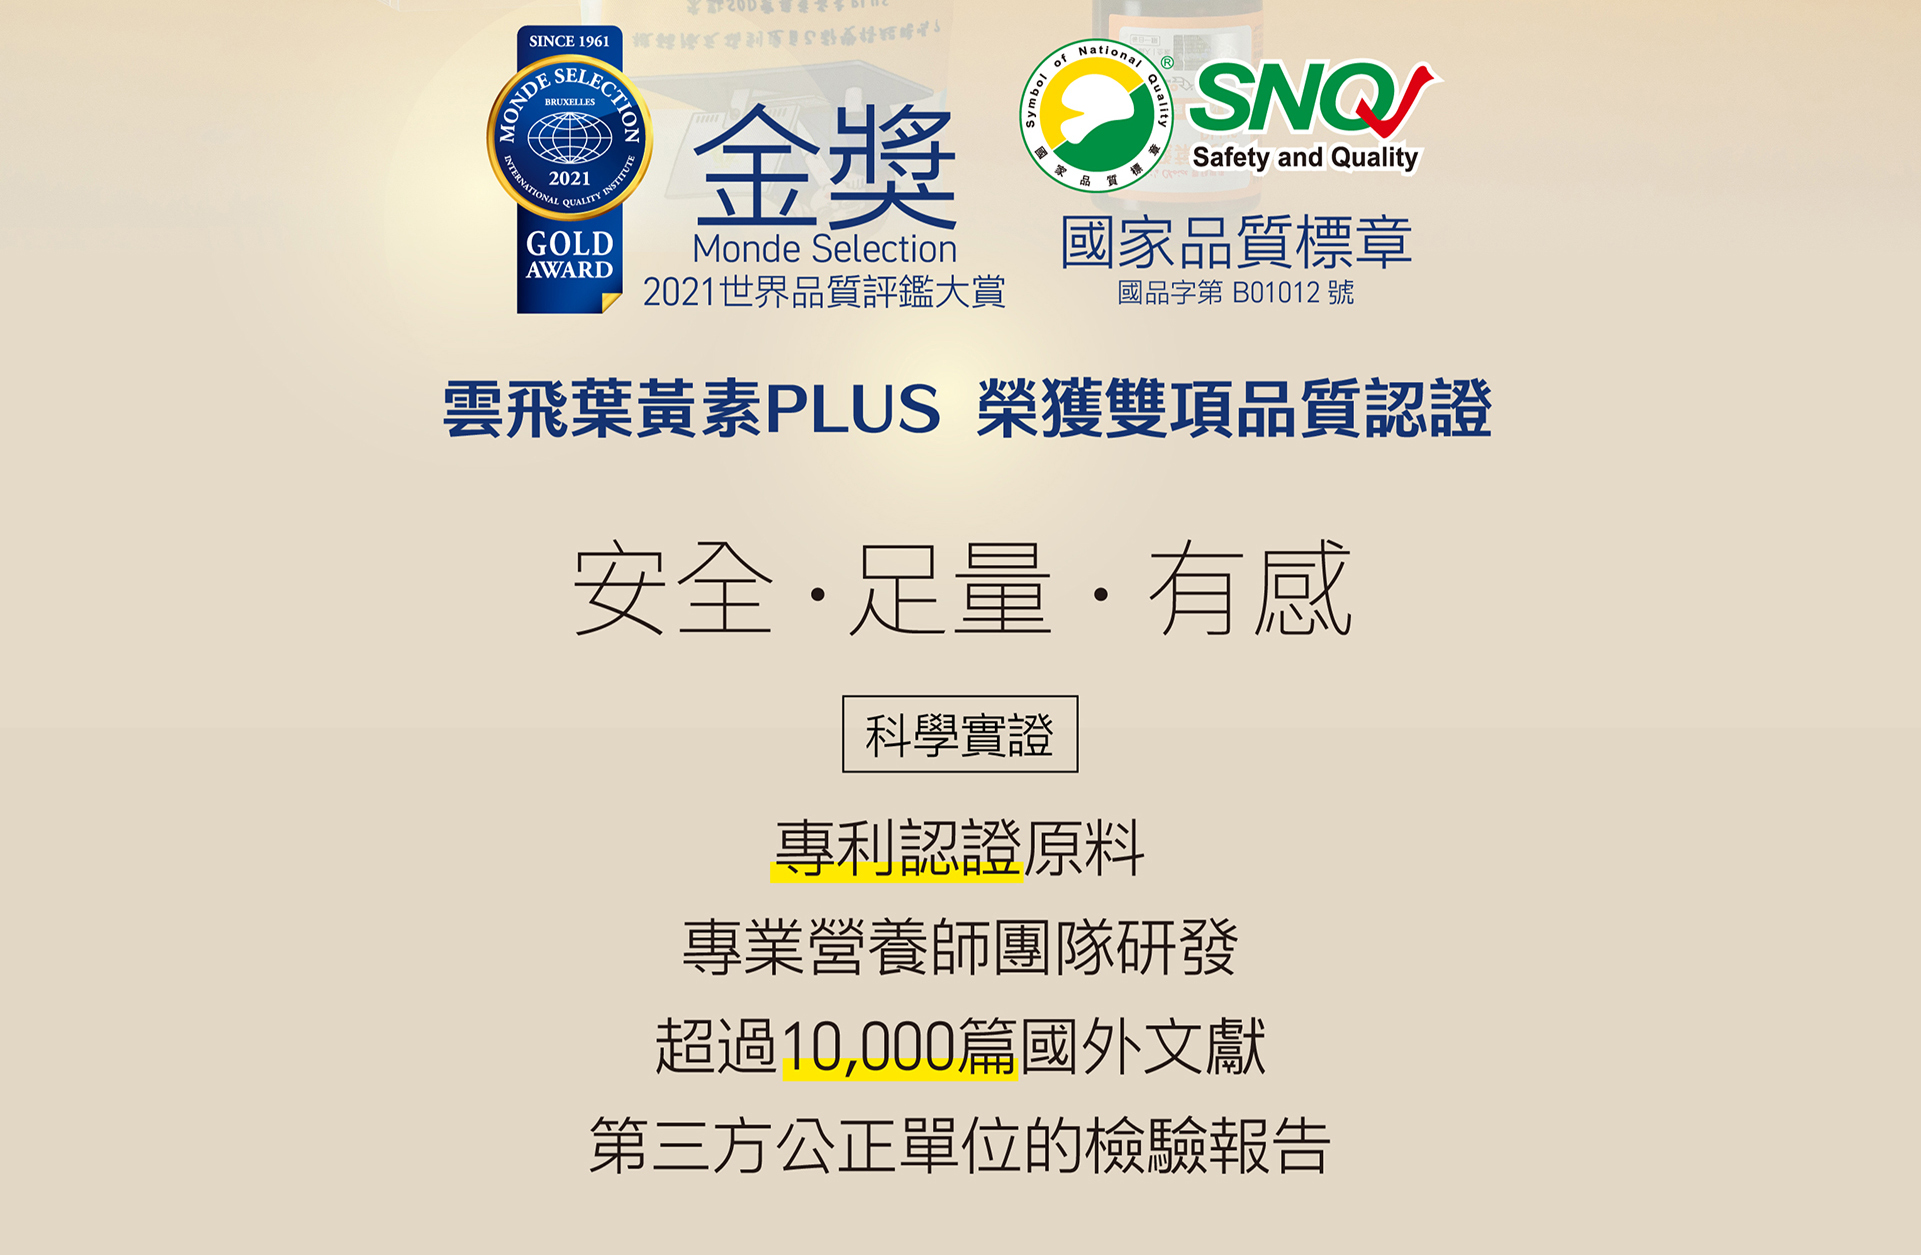 SINCE 1961
MONDE SELECTION
BRUXELLES
2021
INTERNATIONAL QUALITY INSTITUTE
GOLD
AWARD
金獎
Monde Selection
2021世界品質評鑑大賞
Symbol of National Quality
國家品質標章
®
SNQ
Safety and Quality
國家品質標章
國品字第 B01012 號
雲飛葉黃素PLUS 榮獲雙項品質認證
安全・足量・有感
科學實證
專利認證原料
專業營養師團隊研發
超過10,000篇國外文獻
第三方公正單位的檢驗報告